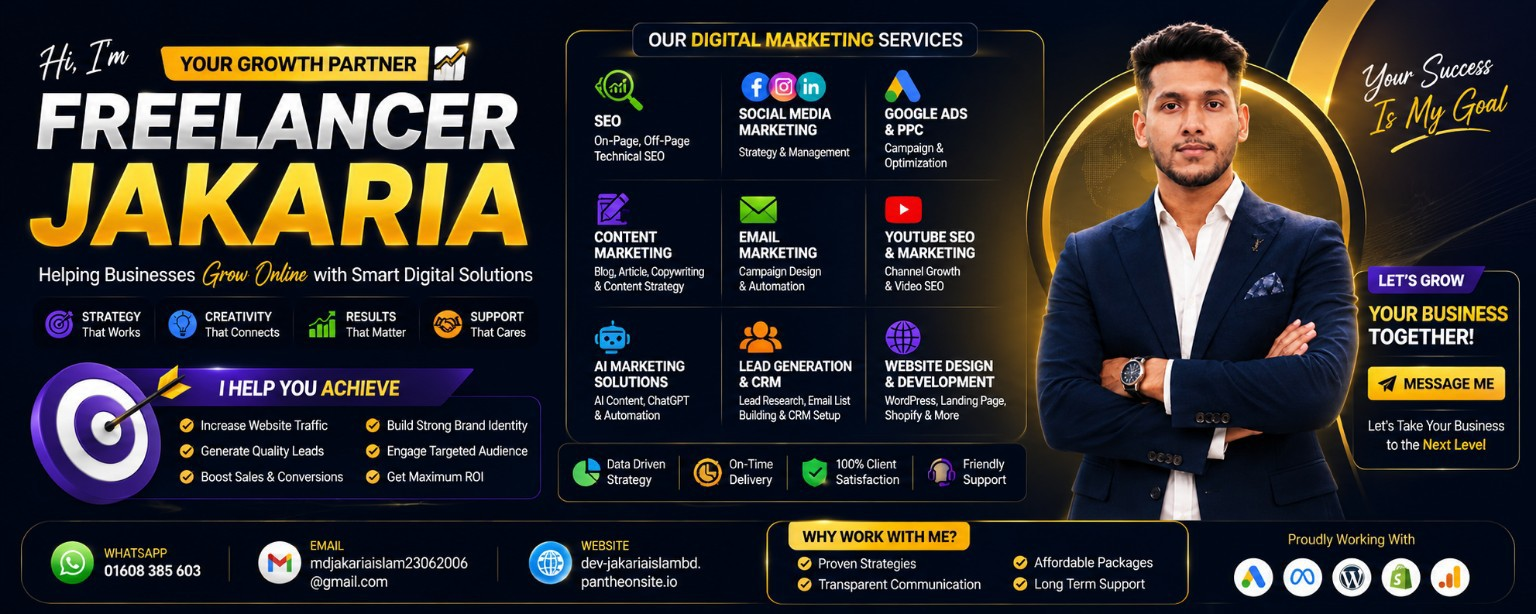 Hi, I'm
YOUR GROWTH PARTNER
FREELANCER
JAKARIA
Helping Businesses Grow Online with Smart Digital Solutions
STRATEGY
That Works
CREATIVITY
That Connects
RESULTS
That Matter
SUPPORT
That Cares
I HELP YOU ACHIEVE
Increase Website Traffic
Generate Quality Leads
Boost Sales & Conversions
Build Strong Brand Identity
Engage Targeted Audience
Get Maximum ROI
OUR DIGITAL MARKETING SERVICES
SEO
On-Page, Off-Page
Technical SEO
SOCIAL MEDIA
MARKETING
Strategy & Management
GOOGLE ADS
& PPC
Campaign &
Optimization
CONTENT
MARKETING
Blog, Article, Copywriting
& Content Strategy
EMAIL
MARKETING
Campaign Design
& Automation
YOUTUBE SEO
& MARKETING
Channel Growth
& Video SEO
AI MARKETING
SOLUTIONS
AI Content, ChatGPT
& Automation
LEAD GENERATION
& CRM
Lead Research, Email List
Building & CRM Setup
WEBSITE DESIGN
& DEVELOPMENT
WordPress, Landing Page,
Shopify & More
Data Driven
Strategy
On-Time
Delivery
100% Client
Satisfaction
Friendly
Support
Your Success
Is My Goal
LET'S GROW
YOUR BUSINESS
TOGETHER!
MESSAGE ME
Let's Take Your Business
to the Next Level
WHATSAPP
01608 385 603
EMAIL
mdjakariaislam23062006
@gmail.com
WEBSITE
dev-jakariaislambd.
pantheonsite.io
WHY WORK WITH ME?
Proven Strategies
Transparent Communication
Affordable Packages
Long Term Support
Proudly Working With